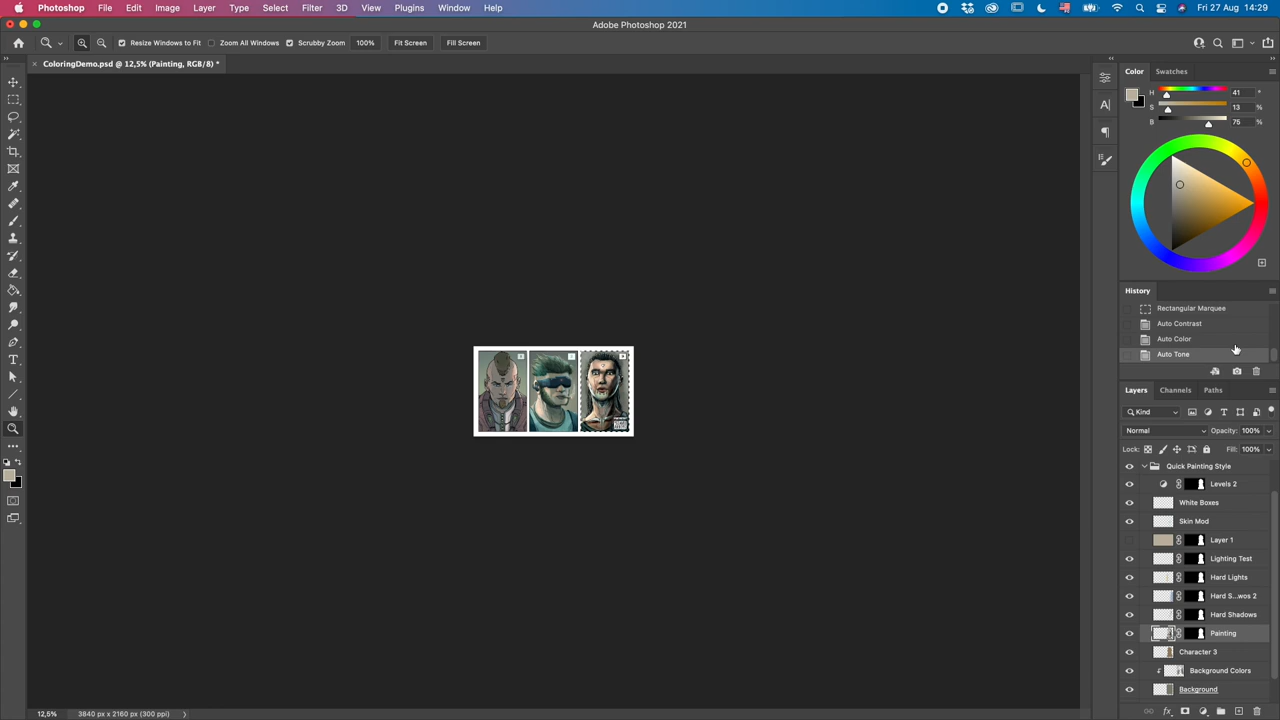 Photoshop File Edit Image Layer Type Select Filter 3D View Plugins Window Help Fri 27 Aug 14:29
Adobe Photoshop 2021
Resize Windows to Fit Zoom All Windows Scrubby Zoom 100% Fit Screen Fill Screen
ColoringDemo.psd @ 12,5% (Painting, RGB/8) *
Color Swatches
H 41 °
S 13 %
B 75 %
History
Rectangular Marquee
Auto Contrast
Auto Color
Auto Tone
Layers Channels Paths
Kind
Normal Opacity: 100%
Lock: Fill: 100%
Quick Painting Style
Levels 2
White Boxes
Skin Mod
Layer 1
Lighting Test
Hard Lights
Hard S...wos 2
Hard Shadows
Painting
Character 3
Background Colors
Background
12,5% 3840 px x 2160 px (300 ppi)